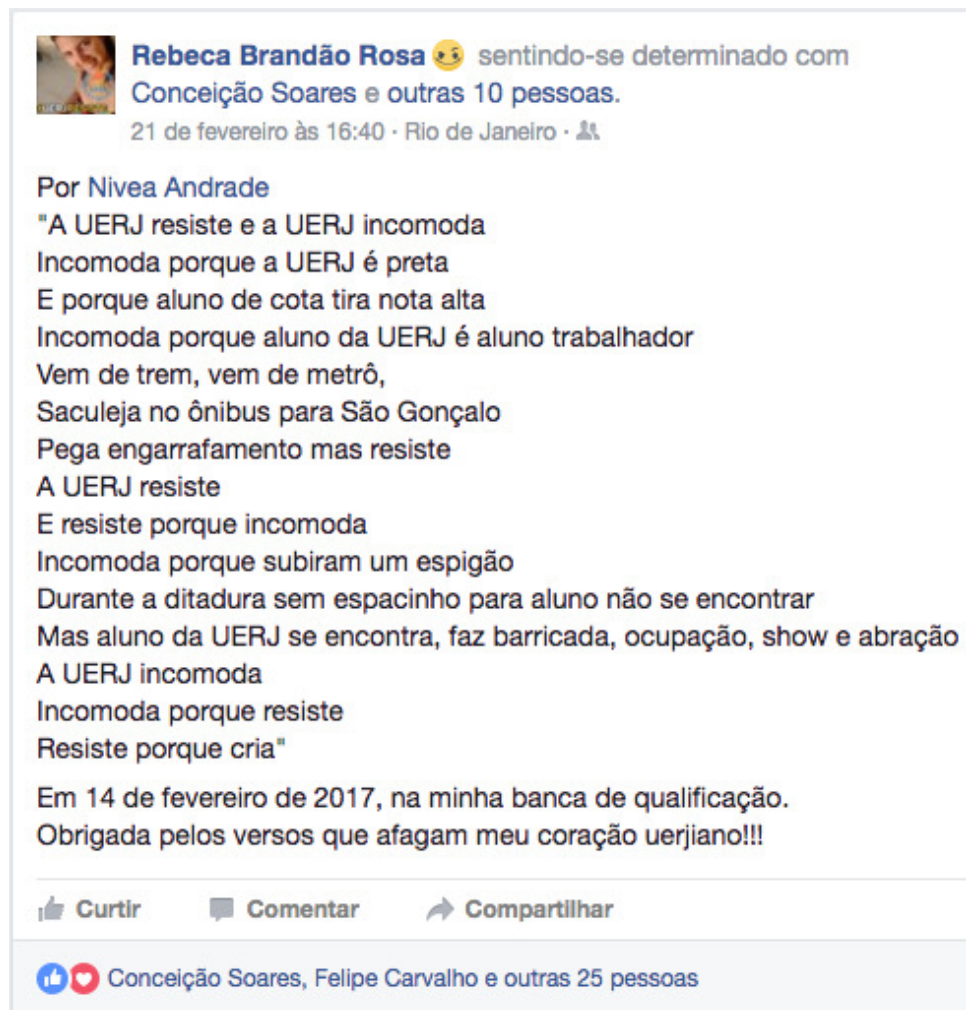 Rebeca Brandão Rosa sentindo-se determinado com
Conceição Soares e outras 10 pessoas.
21 de fevereiro às 16:40 · Rio de Janeiro ·
Por Nivea Andrade
"A UERJ resiste e a UERJ incomoda
Incomoda porque a UERJ é preta
E porque aluno de cota tira nota alta
Incomoda porque aluno da UERJ é aluno trabalhador
Vem de trem, vem de metrô,
Saculeja no ônibus para São Gonçalo
Pega engarrafamento mas resiste
A UERJ resiste
E resiste porque incomoda
Incomoda porque subiram um espigão
Durante a ditadura sem espacinho para aluno não se encontrar
Mas aluno da UERJ se encontra, faz barricada, ocupação, show e abração
A UERJ incomoda
Incomoda porque resiste
Resiste porque cria"
Em 14 de fevereiro de 2017, na minha banca de qualificação.
Obrigada pelos versos que afagam meu coração uerjiano!!!
Curtir Comentar Compartilhar
Conceição Soares, Felipe Carvalho e outras 25 pessoas